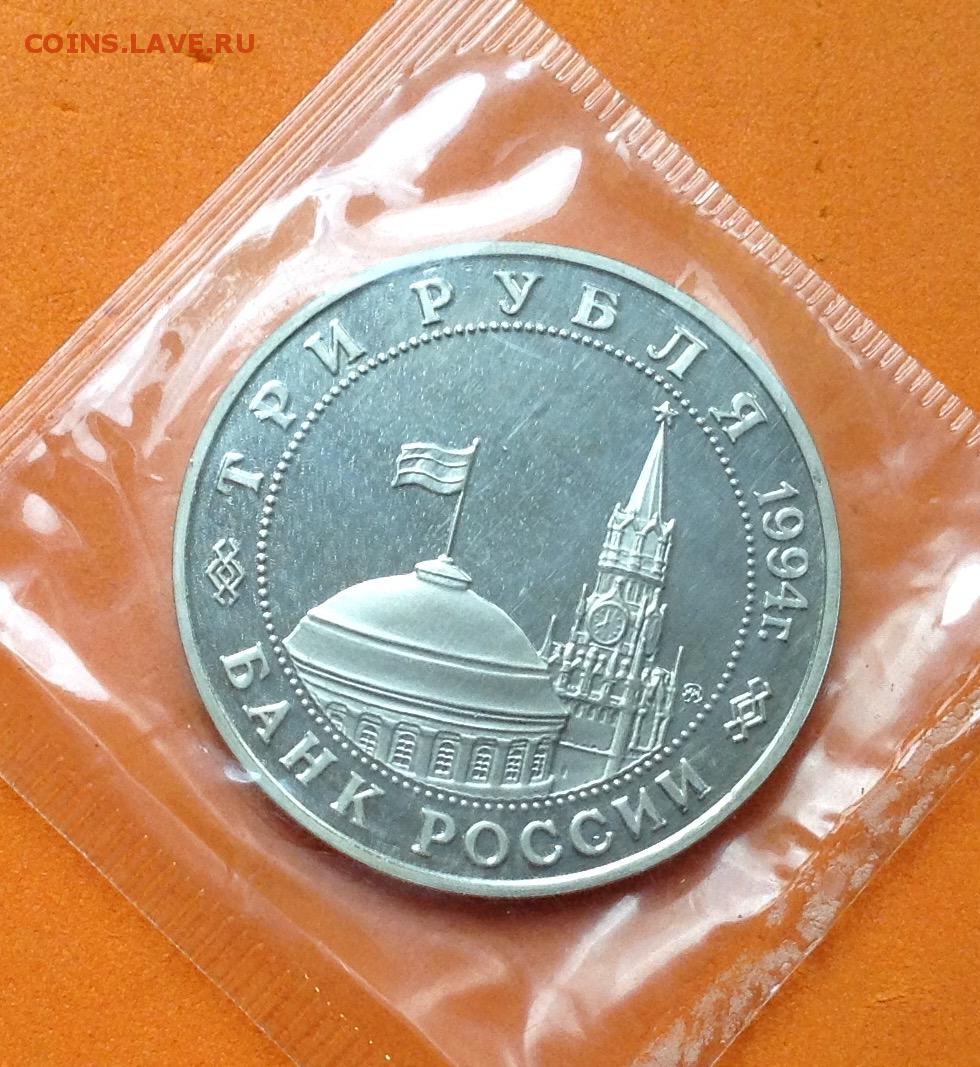 COINS.LAVE.RU
ТРИ РУБЛЯ 1994г.
БАНК РОССИИ